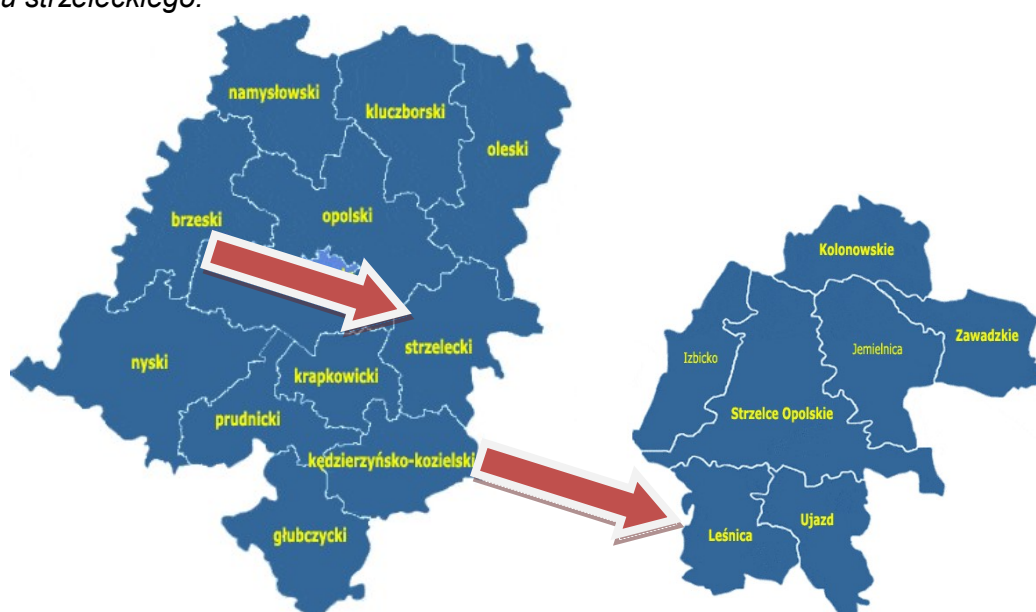 u strzeleckiego.
namysłowski
kluczborski
oleski
brzeski
opolski
strzelecki
nyski
krapkowicki
prudnicki
kędzierzyńsko-kozielski
głubczycki
Kolonowskie
Zawadzkie
Izbicko
Jemielnica
Strzelce Opolskie
Leśnica
Ujazd